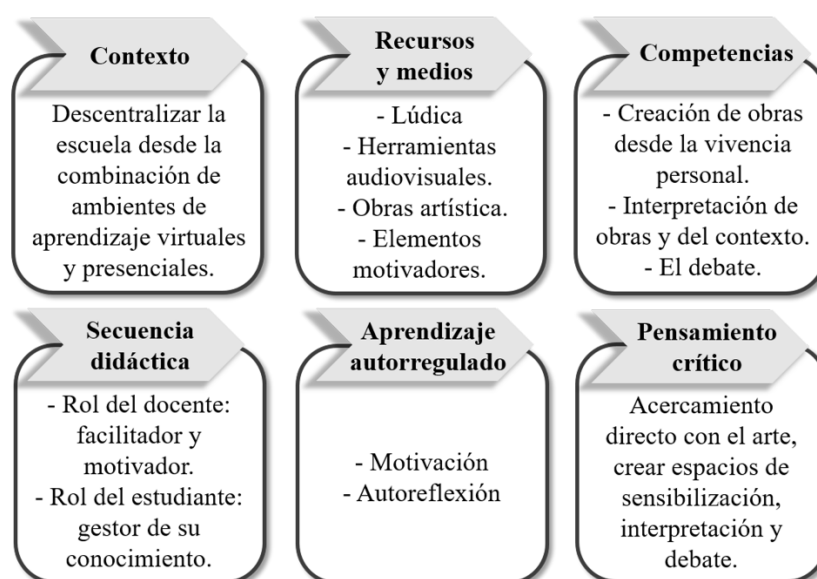 Contexto
Descentralizar la
escuela desde la
combinación de
ambientes de
aprendizaje virtuales
y presenciales.
Recursos
y medios
- Lúdica
- Herramientas
audiovisuales.
- Obras artística.
- Elementos
motivadores.
Competencias
- Creación de obras
desde la vivencia
personal.
- Interpretación de
obras y del contexto.
- El debate.
Secuencia
didáctica
- Rol del docente:
facilitador y
motivador.
- Rol del estudiante:
gestor de su
conocimiento.
Aprendizaje
autorregulado
- Motivación
- Autoreflexión
Pensamiento
crítico
Acercamiento
directo con el arte,
crear espacios de
sensibilización,
interpretación y
debate.